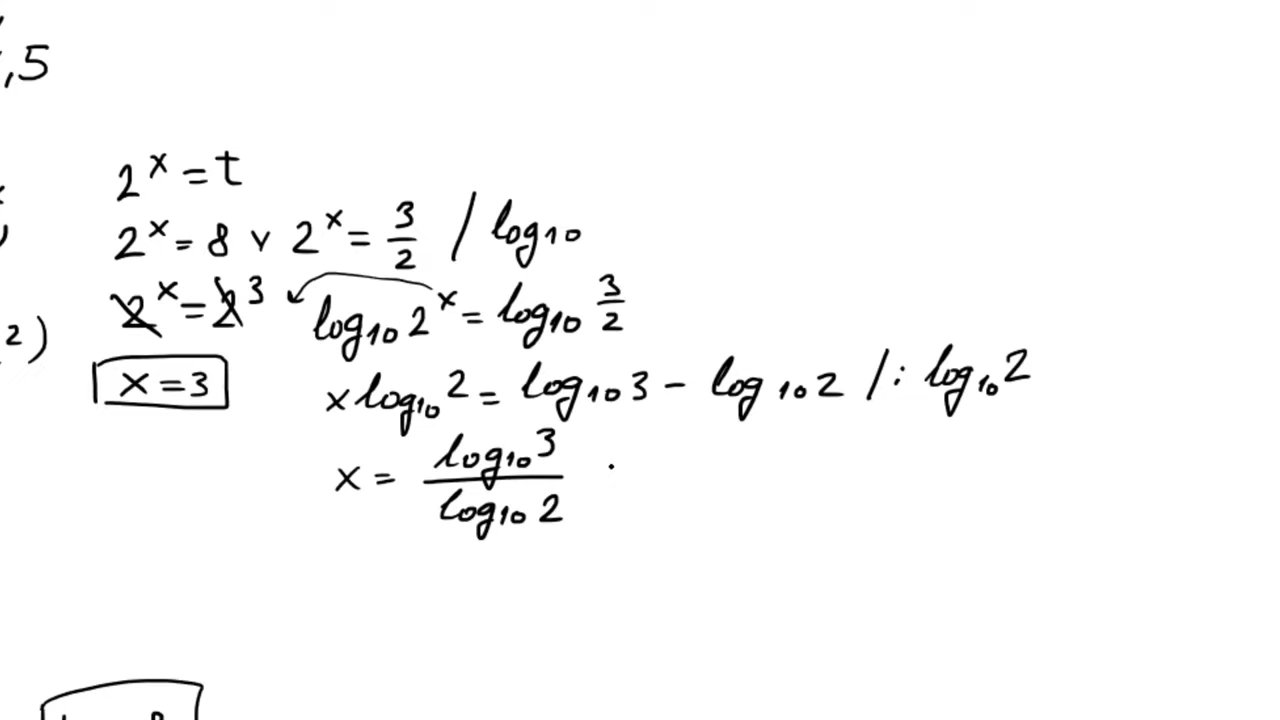 ,5
2^x = t
2^x = 8 ∨ 2^x = 3/2 / log₁₀
2^x = 2^3 log₁₀ 2^x = log₁₀ 3/2
2)
x = 3 x log₁₀ 2 = log₁₀ 3 - log₁₀ 2 / : log₁₀ 2
x = log₁₀ 3 / log₁₀ 2